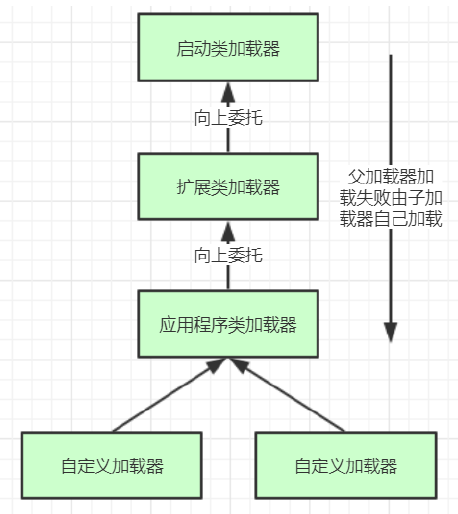 启动类加载器
向上委托
扩展类加载器
父加载器加
载失败由子加
载器自己加载
向上委托
应用程序类加载器
自定义加载器
自定义加载器